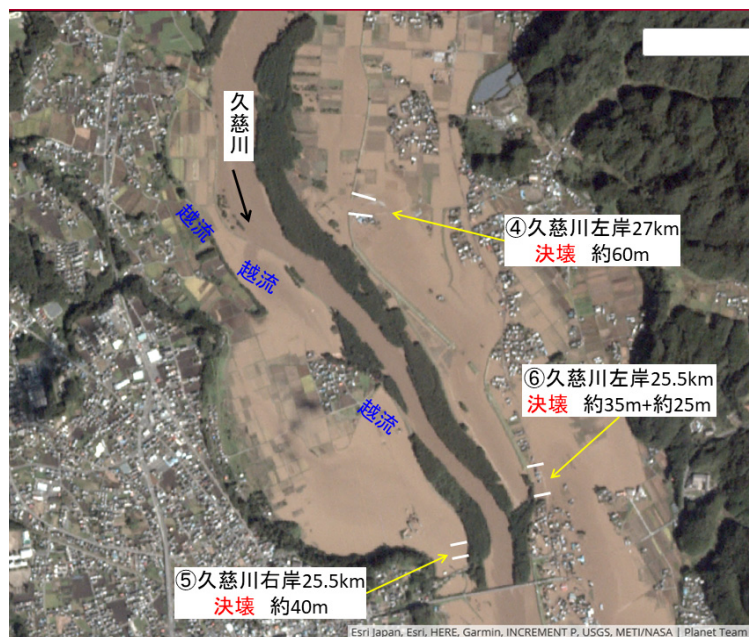 久慈川
越流
越流
④久慈川左岸27km
決壊 約60m
⑥久慈川左岸25.5km
決壊 約35m+約25m
越流
⑤久慈川右岸25.5km
決壊 約40m
Esri Japan, Esri, HERE, Garmin, INCREMENT P, USGS, METI/NASA | Planet Team